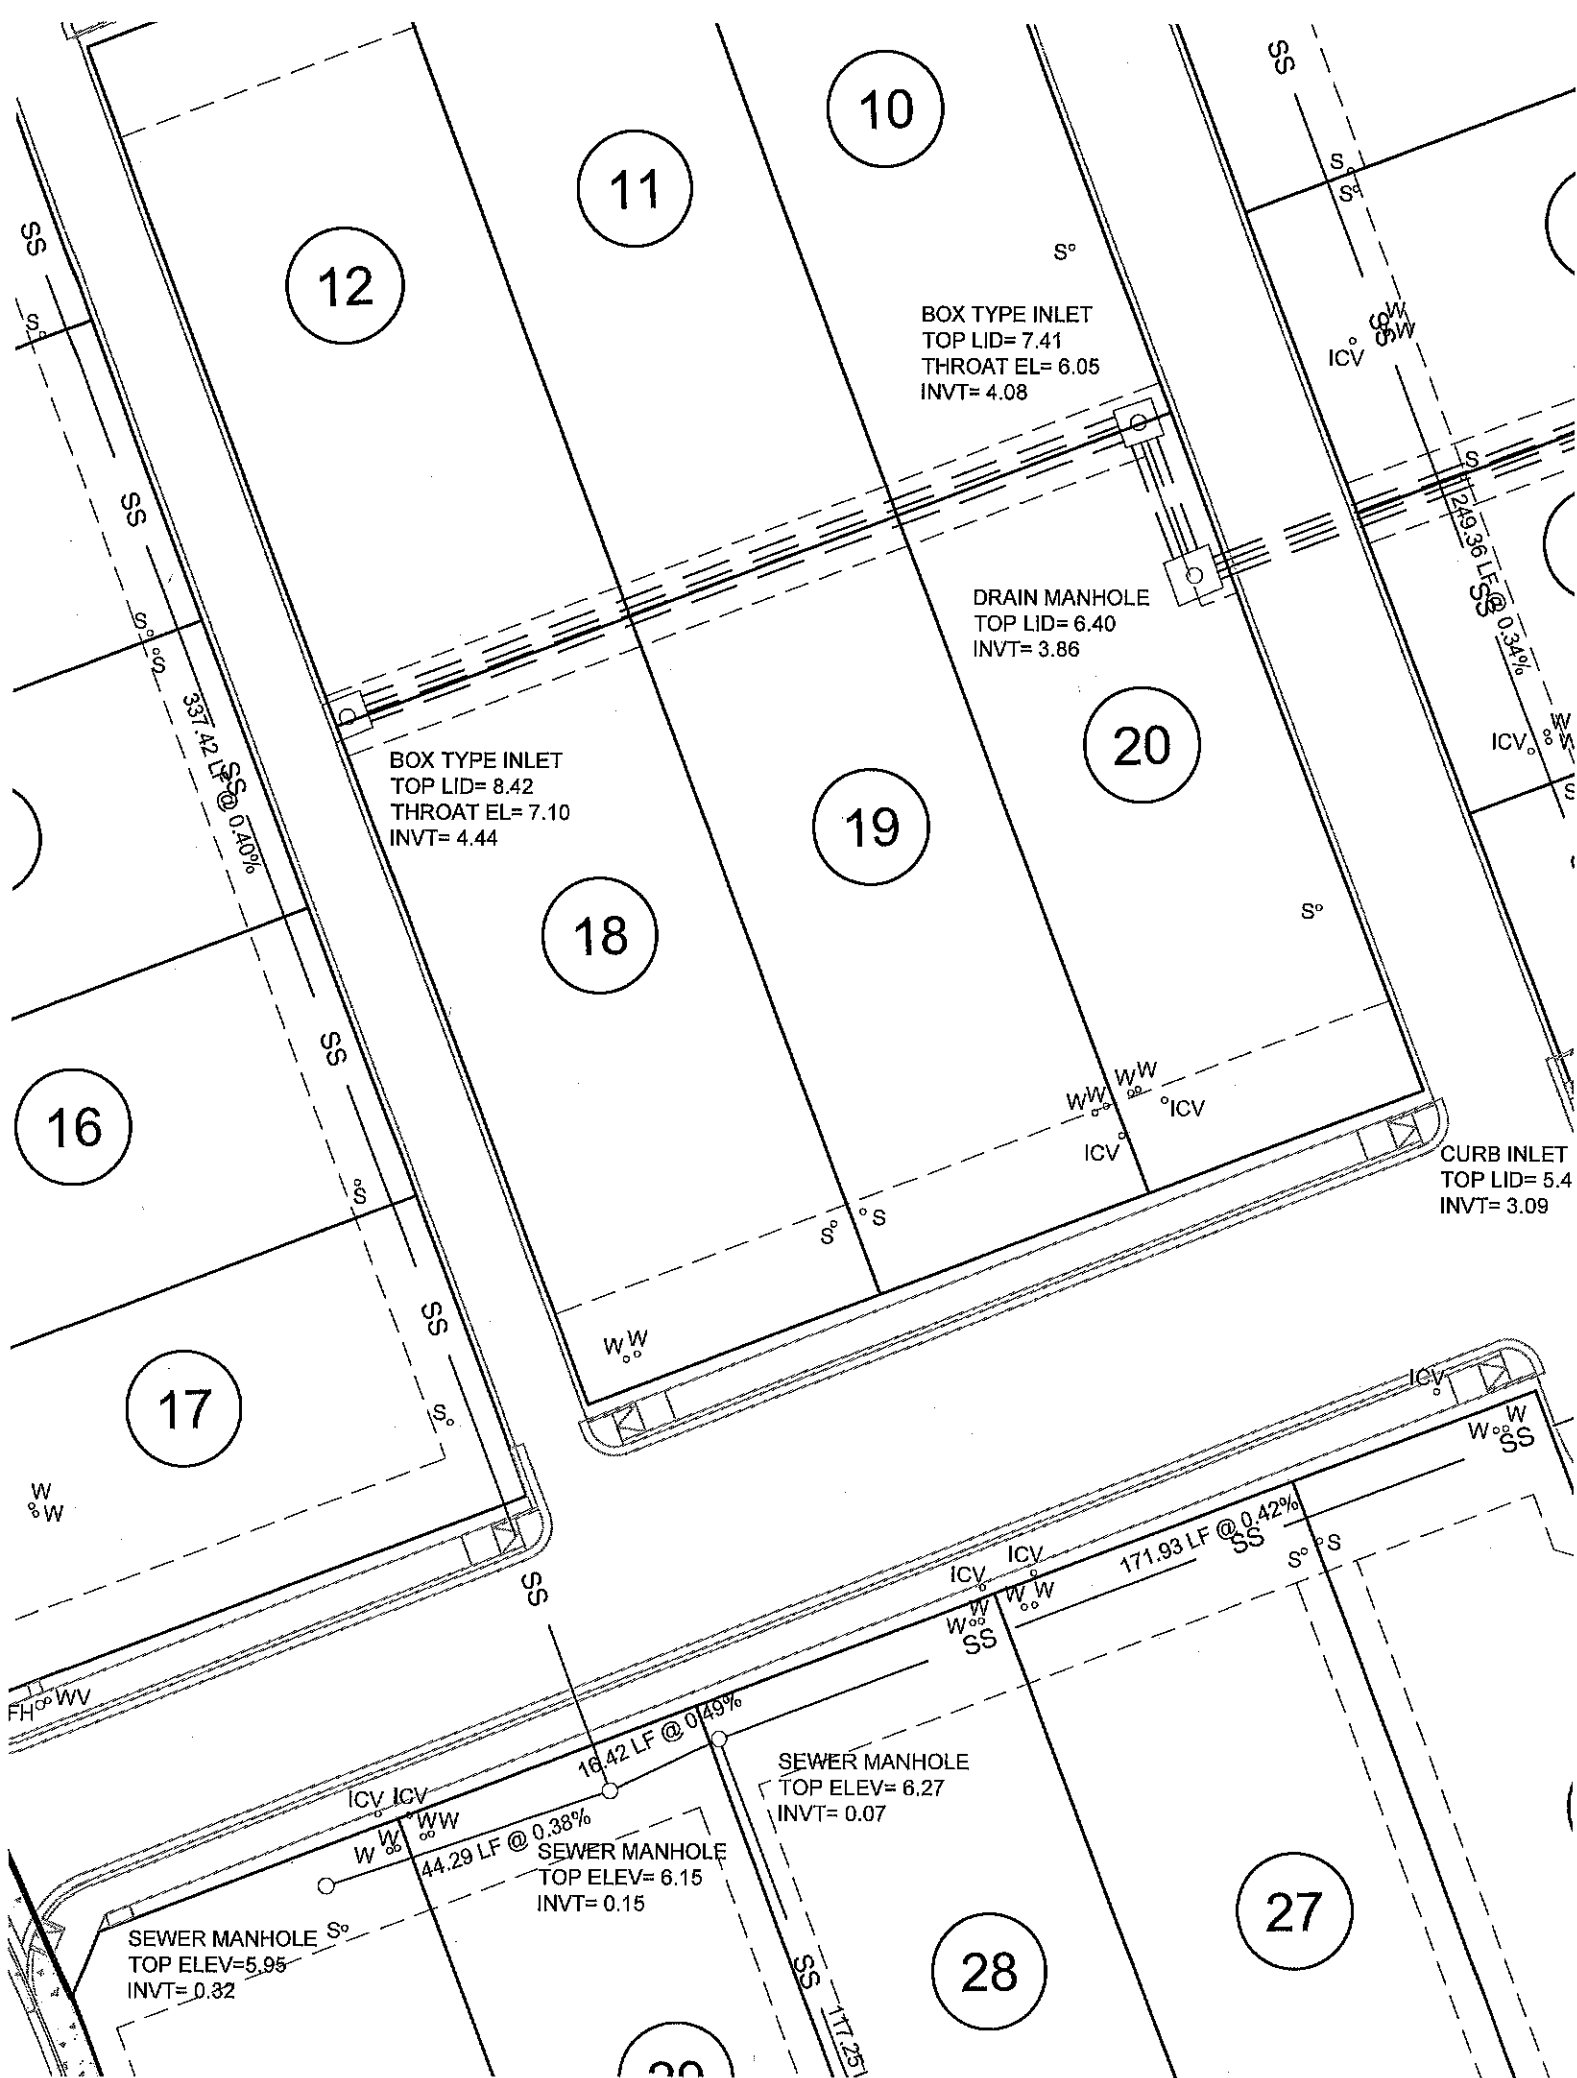 SS
10
11
12
S
S
S
SS
S
BOX TYPE INLET
TOP LID= 7.41
THROAT EL= 6.05
INVT= 4.08
W
W
SS
ICV
S
SS
249.36 LF @ 0.34%
SS
DRAIN MANHOLE
TOP LID= 6.40
INVT= 3.86
S
S
337.42 LF @ 0.40%
SS
BOX TYPE INLET
TOP LID= 8.42
THROAT EL= 7.10
INVT= 4.44
20
W
W
ICV
S
19
18
S
SS
16
WW
WW
ICV
ICV
CURB INLET
TOP LID= 5.4
INVT= 3.09
S
S
S
SS
W W
17
S
ICV
W
W
SS
W
W
171.93 LF @ 0.42%
SS
S
S
ICV
ICV
W W
W
W
SS
SS
FH
WV
16.42 LF @ 0.49%
SEWER MANHOLE
TOP ELEV= 6.27
INVT= 0.07
ICV ICV
WW
W
W
44.29 LF @ 0.38%
SEWER MANHOLE
TOP ELEV= 6.15
INVT= 0.15
S
SEWER MANHOLE
TOP ELEV=5.95
INVT= 0.32
27
28
SS
117.25